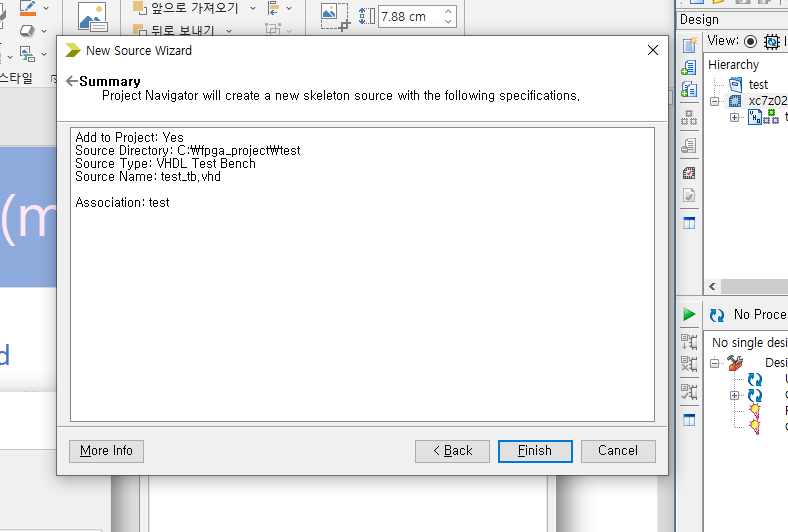 앞으로 가져오기
뒤로 보내기
7.88 cm
스타일
New Source Wizard
Summary
Project Navigator will create a new skeleton source with the following specifications.
Add to Project: Yes
Source Directory: C:₩fpga_project₩test
Source Type: VHDL Test Bench
Source Name: test_tb.vhd
Association: test
More Info
< Back
Finish
Cancel
(m
d
Design
View:
Hierarchy
test
xc7z02
No Proce
No single desi
Desi